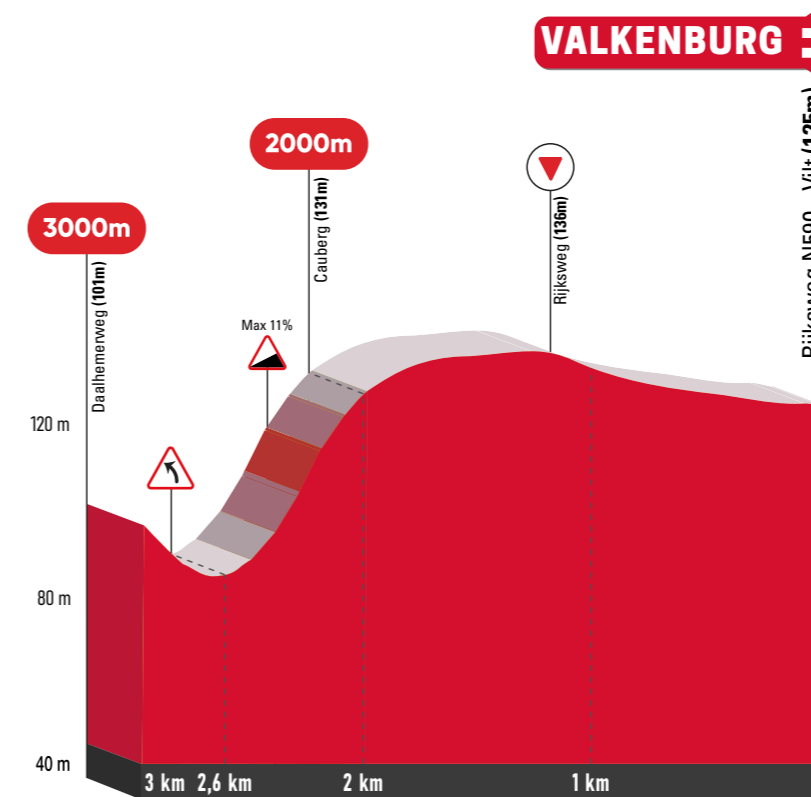 VALKENBURG
2000m
3000m
Cauberg (131m)
Rijksweg (136m)
Daalhemerweg (101m)
Max 11%
120 m
80 m
40 m
3 km 2,6 km 2 km 1 km